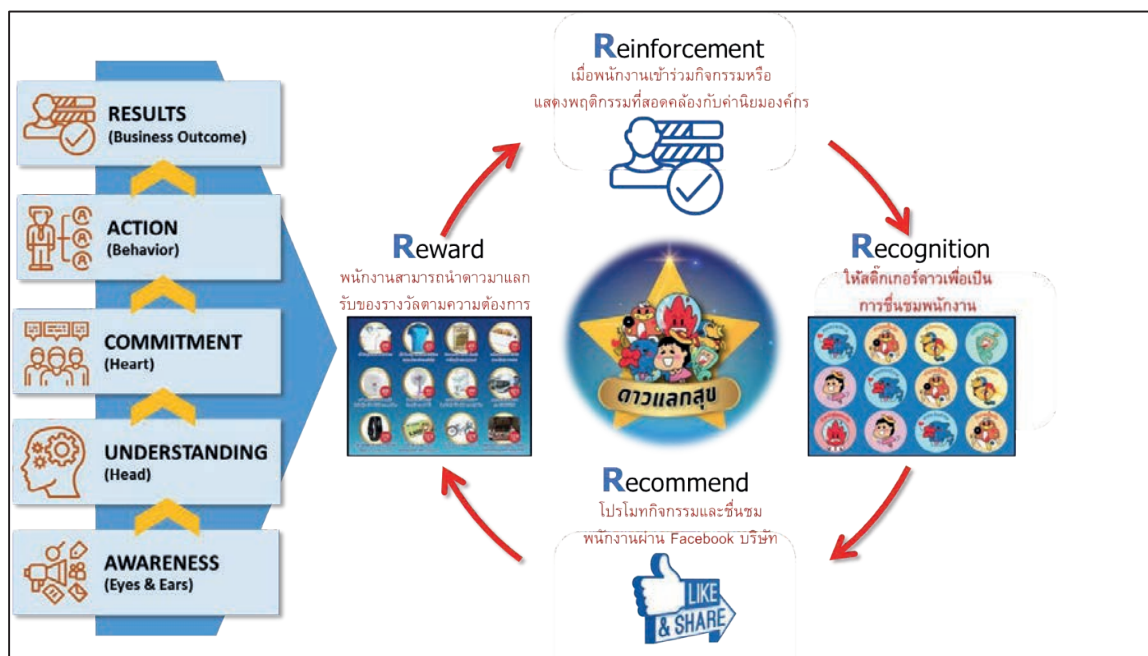 RESULTS
(Business Outcome)
ACTION
(Behavior)
COMMITMENT
(Heart)
UNDERSTANDING
(Head)
AWARENESS
(Eyes & Ears)
Reinforcement
เมื่อพนักงานเข้าร่วมกิจกรรมหรือ
แสดงพฤติกรรมที่สอดคล้องกับค่านิยมองค์กร
Recognition
ให้สติ๊กเกอร์ดาวเพื่อเป็น
การชื่นชมพนักงาน
Recommend
โปรโมทกิจกรรมและชื่นชม
พนักงานผ่าน Facebook บริษัท
LIKE
& SHARE
Reward
พนักงานสามารถนำดาวมาแลก
รับของรางวัลตามความต้องการ
ดาวแลกสุข